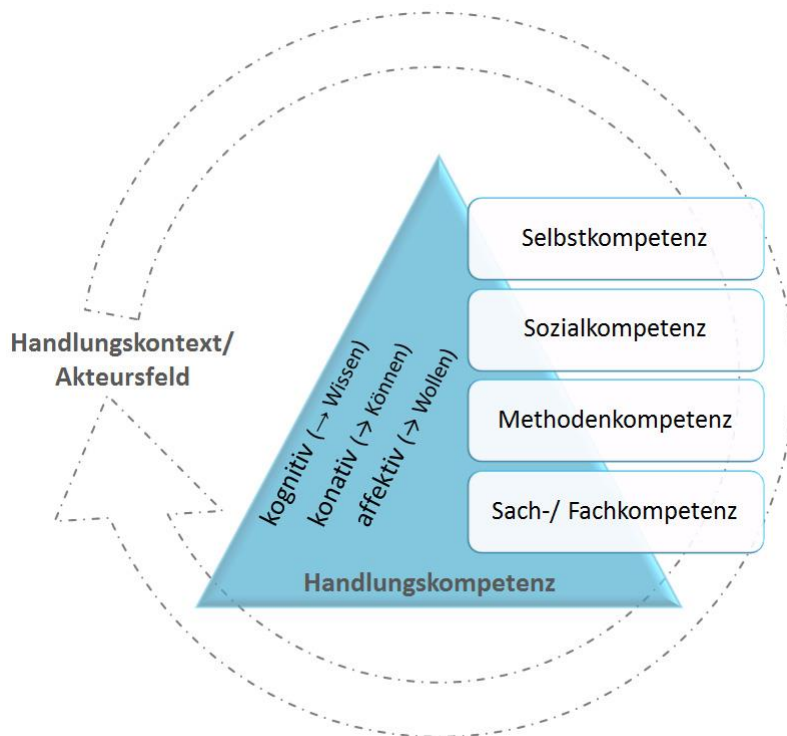 Selbstkompetenz
Sozialkompetenz
Handlungskontext/
Akteursfeld
kognitiv (→ Wissen)
konativ (→ Können)
affektiv (→ Wollen)
Methodenkompetenz
Sach-/ Fachkompetenz
Handlungskompetenz